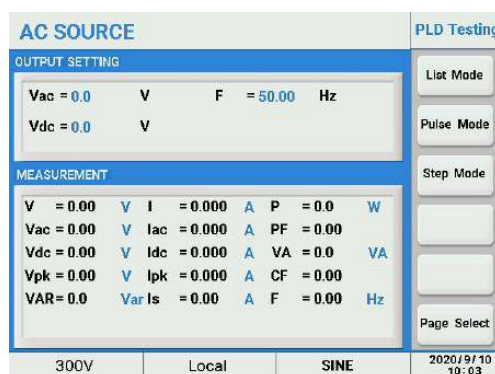 AC SOURCE
PLD Testing
OUTPUT SETTING
Vac = 0.0 V F = 50.00 Hz
Vdc = 0.0 V
List Mode
Pulse Mode
Step Mode
Page Select
MEASUREMENT
V = 0.00 V I = 0.000 A P = 0.0 W
Vac = 0.00 V Iac = 0.000 A PF = 0.00
Vdc = 0.00 V Idc = 0.000 A VA = 0.0 VA
Vpk = 0.00 V Ipk = 0.000 A CF = 0.00
VAR= 0.0 Var Is = 0.00 A F = 0.00 Hz
300V Local SINE
2020/9/10
10:03